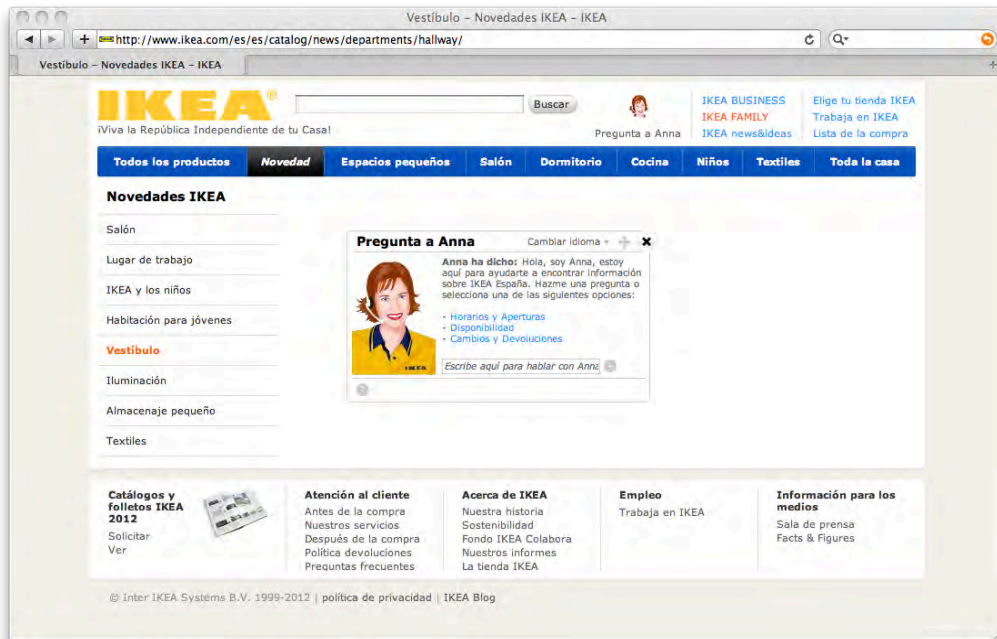 Vestíbulo – Novedades IKEA – IKEA
http://www.ikea.com/es/es/catalog/news/departments/hallway/
Vestíbulo – Novedades IKEA – IKEA
IKEA®
¡Viva la República Independiente de tu Casa!
Buscar
Pregunta a Anna
IKEA BUSINESS
IKEA FAMILY
IKEA news&ideas
Elige tu tienda IKEA
Trabaja en IKEA
Lista de la compra
Todos los productos Novedad Espacios pequeños Salón Dormitorio Cocina Niños Textiles Toda la casa
Novedades IKEA
Salón
Lugar de trabajo
IKEA y los niños
Habitación para jóvenes
Vestíbulo
Iluminación
Almacenaje pequeño
Textiles
Pregunta a Anna
Cambiar idioma
Anna ha dicho: Hola, soy Anna, estoy
aquí para ayudarte a encontrar información
sobre IKEA España. Hazme una pregunta o
selecciona una de las siguientes opciones:
- Horarios y Aperturas
- Disponibilidad
- Cambios y Devoluciones
IKEA
Escribe aquí para hablar con Anna
Catálogos y
folletos IKEA
2012
Solicitar
Ver
Atención al cliente
Antes de la compra
Nuestros servicios
Después de la compra
Política devoluciones
Preguntas frecuentes
Acerca de IKEA
Nuestra historia
Sostenibilidad
Fondo IKEA Colabora
Nuestros informes
La tienda IKEA
Empleo
Trabaja en IKEA
Información para los
medios
Sala de prensa
Facts & Figures
© Inter IKEA Systems B.V. 1999-2012 | política de privacidad | IKEA Blog